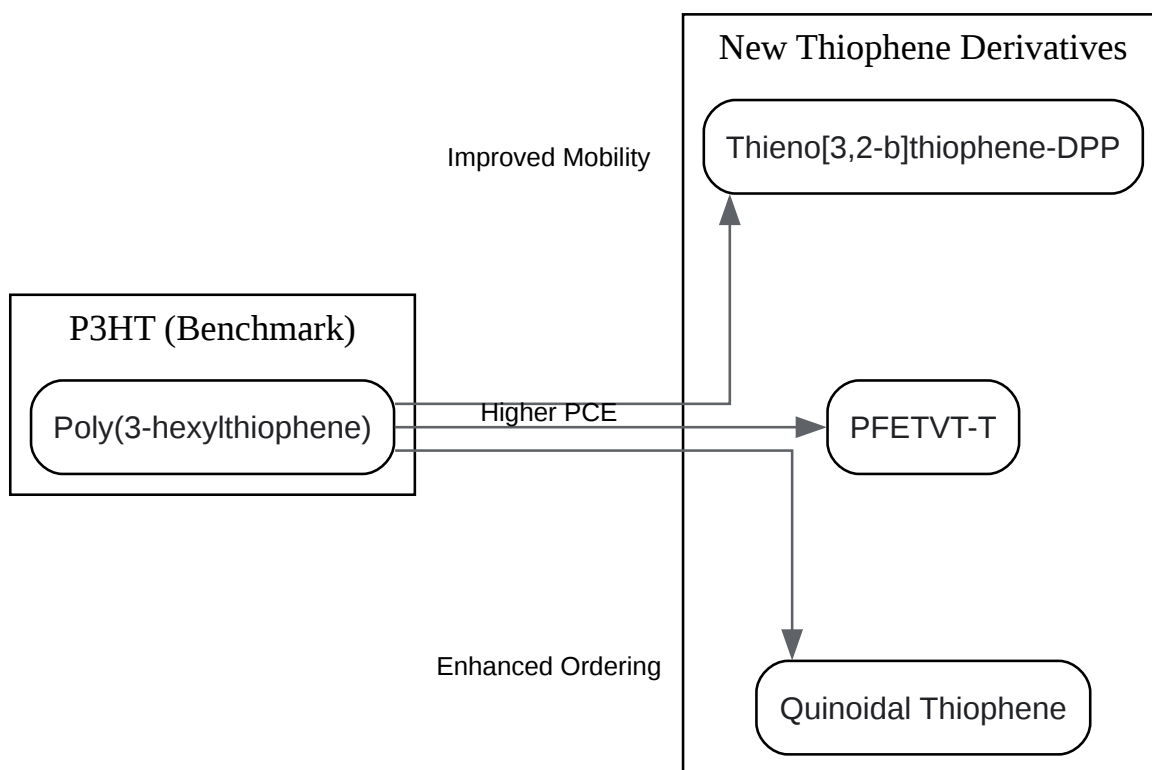 New Thiophene Derivatives
Thieno[3,2-b]thiophene-DPP
Improved Mobility
P3HT (Benchmark)
Poly(3-hexylthiophene)
Higher PCE
PFETVT-T
Enhanced Ordering
Quinoidal Thiophene